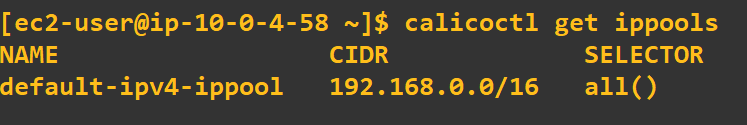 [ec2-user@ip-10-0-4-58 ~]$ calicoctl get ippools
NAME                  CIDR             SELECTOR
default-ipv4-ippool   192.168.0.0/16   all()